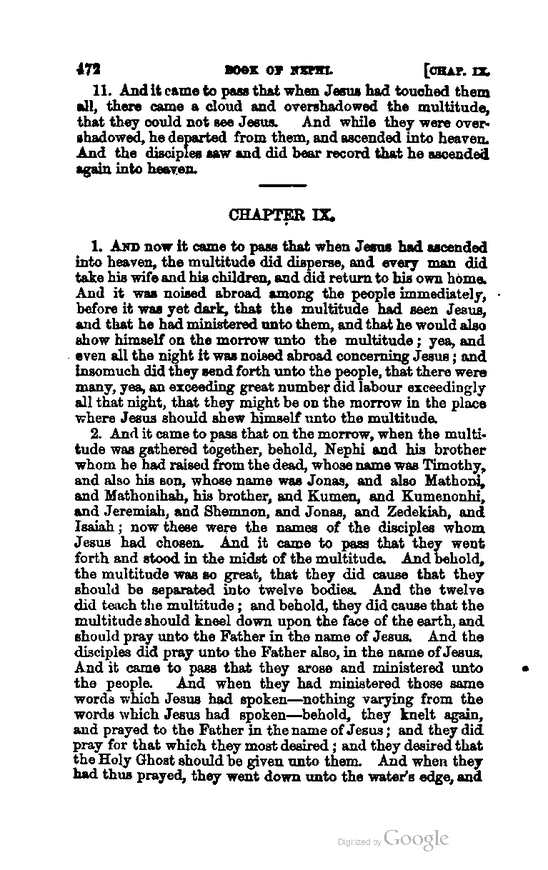 472 BOOK OF NEPHI. [CHAP. IX.
11. And it came to pass that when Jesus had touched them
all, there came a cloud and overshadowed the multitude,
that they could not see Jesus. And while they were over-
shadowed, he departed from them, and ascended into heaven.
And the disciples saw and did bear record that he ascended
again into heaven.
CHAPTER IX.
1. AND now it came to pass that when Jesus had ascended
into heaven, the multitude did disperse, and every man did
take his wife and his children, and did return to his own home.
And it was noised abroad among the people immediately,
before it was yet dark, that the multitude had seen Jesus,
and that he had ministered unto them, and that he would also
show himself on the morrow unto the multitude; yea, and
even all the night it was noised abroad concerning Jesus; and
insomuch did they send forth unto the people, that there were
many, yea, an exceeding great number did labour exceedingly
all that night, that they might be on the morrow in the place
where Jesus should shew himself unto the multitude.
2. And it came to pass that on the morrow, when the multi-
tude was gathered together, behold, Nephi and his brother
whom he had raised from the dead, whose name was Timothy,
and also his son, whose name was Jonas, and also Mathoni,
and Mathonihah, his brother, and Kumen, and Kumenonhi,
and Jeremiah, and Shemnon, and Jonas, and Zedekiah, and
Isaiah; now these were the names of the disciples whom
Jesus had chosen. And it came to pass that they went
forth and stood in the midst of the multitude. And behold,
the multitude was so great, that they did cause that they
should be separated into twelve bodies. And the twelve
did teach the multitude; and behold, they did cause that the
multitude should kneel down upon the face of the earth, and
should pray unto the Father in the name of Jesus. And the
disciples did pray unto the Father also, in the name of Jesus.
And it came to pass that they arose and ministered unto
the people. And when they had ministered those same
words which Jesus had spoken—nothing varying from the
words which Jesus had spoken—behold, they knelt again,
and prayed to the Father in the name of Jesus; and they did
pray for that which they most desired; and they desired that
the Holy Ghost should be given unto them. And when they
had thus prayed, they went down unto the water's edge, and
Digitized by Google